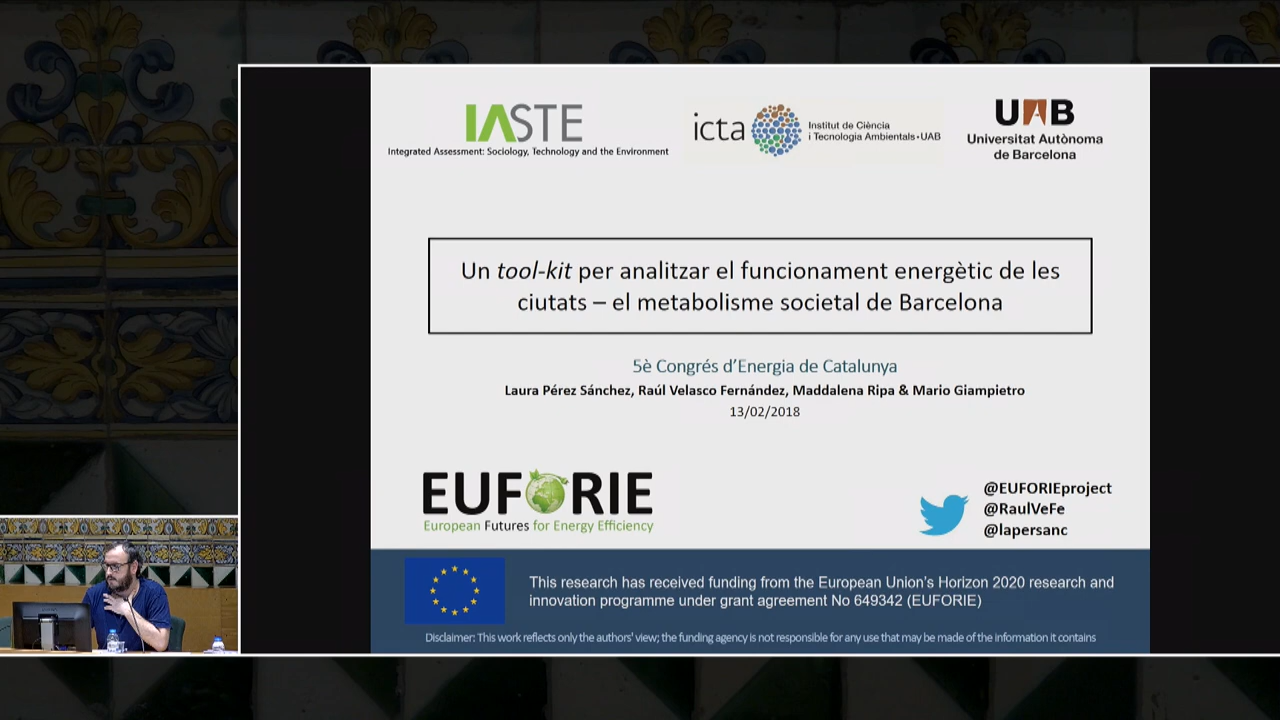 IASTE
Integrated Assessment: Sociology, Technology and the Environment
icta
Institut de Ciència
i Tecnologia Ambientals·UAB
UAB
Universitat Autònoma
de Barcelona
Un tool-kit per analitzar el funcionament energètic de les
ciutats – el metabolisme societal de Barcelona
5è Congrés d’Energia de Catalunya
Laura Pérez Sánchez, Raúl Velasco Fernández, Maddalena Ripa & Mario Giampietro
13/02/2018
EUFORIE
European Futures for Energy Efficiency
@EUFORIEproject
@RaulVeFe
@lapersanc
This research has received funding from the European Union’s Horizon 2020 research and
innovation programme under grant agreement No 649342 (EUFORIE)
Disclaimer: This work reflects only the authors' view; the funding agency is not responsible for any use that may be made of the information it contains